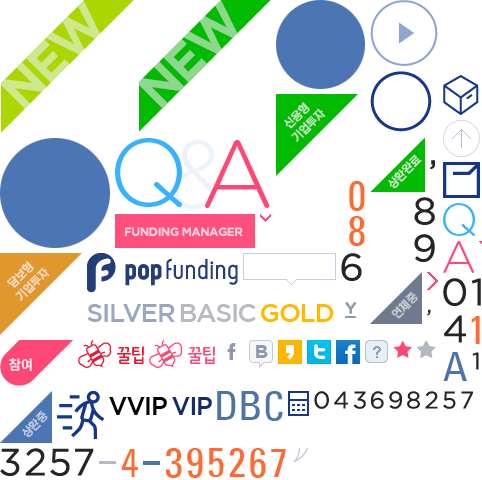 NEW NEW
신용형
기업투자
상환완료
,
Q&A
0
8
8
9
Q
A
FUNDING MANAGER
담보형
기업투자
popfunding
6
연체중
,
01
SILVER BASIC GOLD
Y
41
A1
참여
꿀팁 꿀팁
f B t f ?
상환중
VVIP VIP DBC
043698257
3257-4-395267